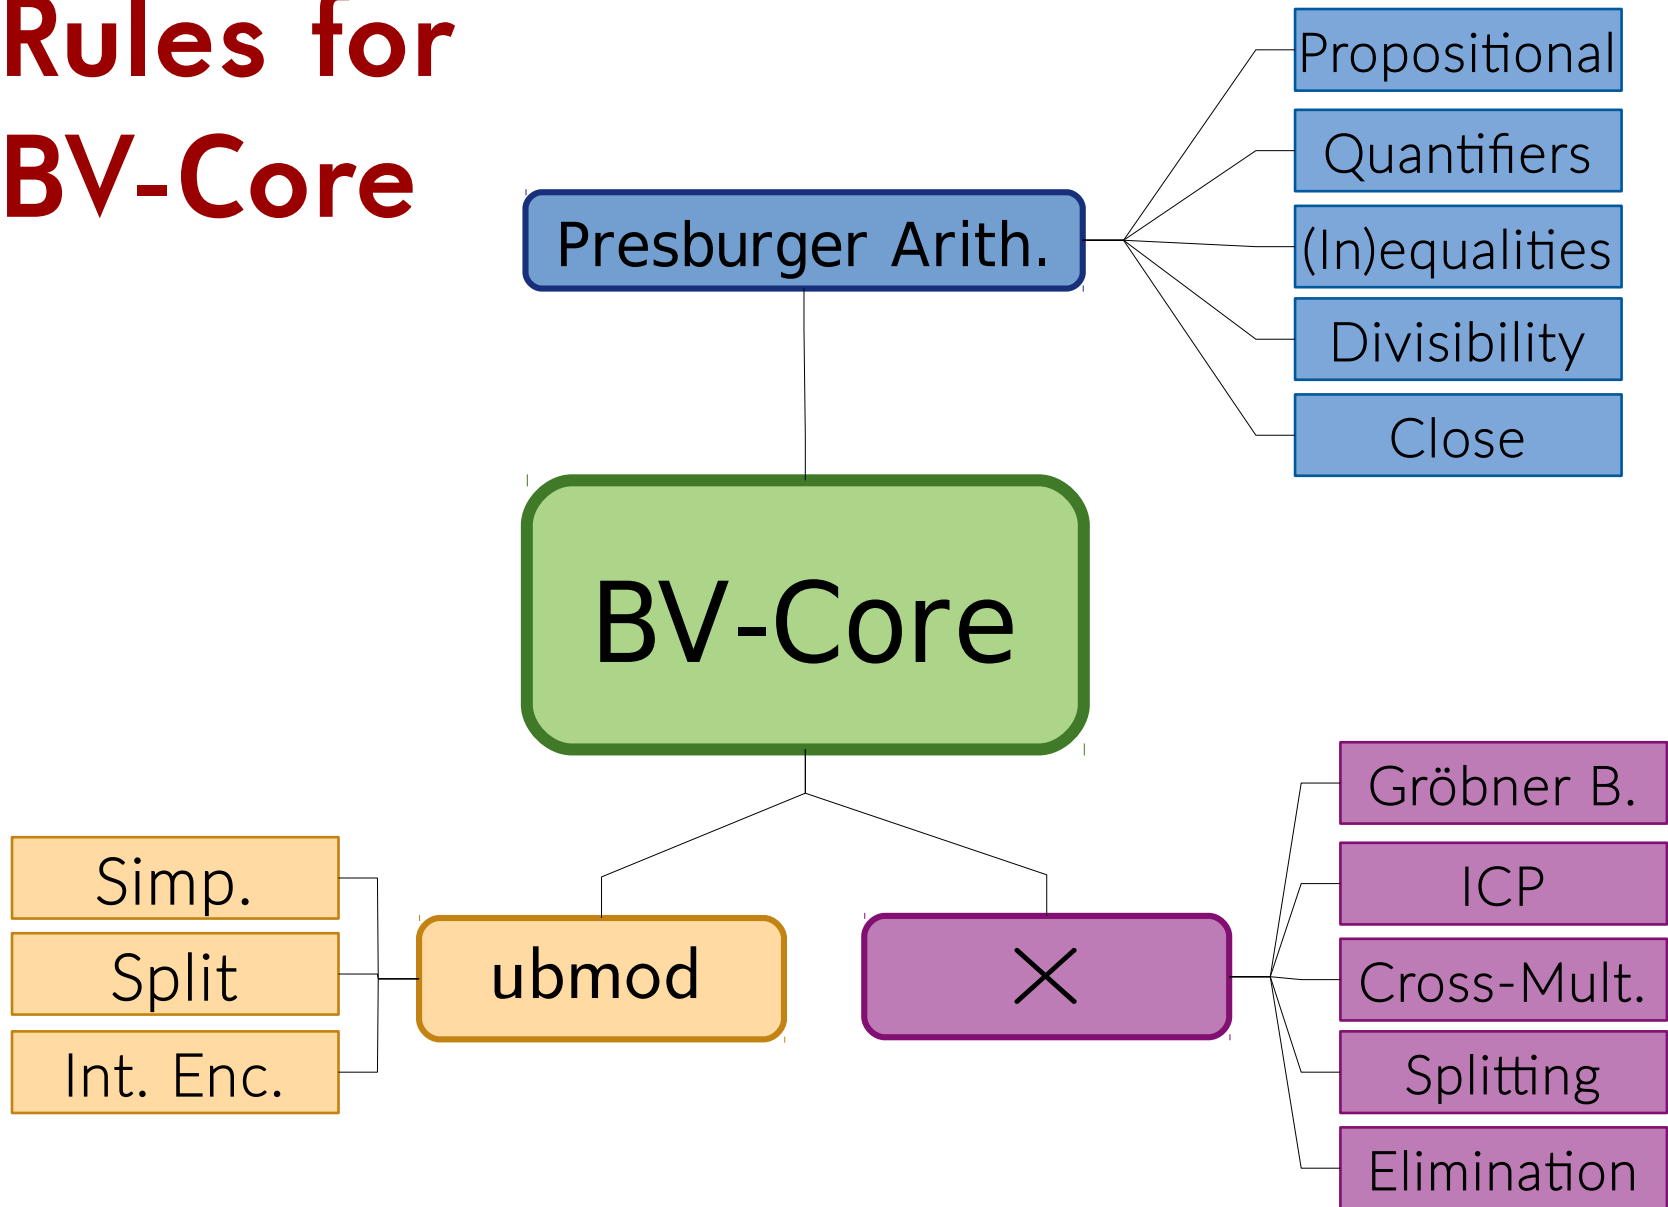 Rules for
BV-Core
Presburger Arith.
Propositional
Quantifiers
(In)equalities
Divisibility
Close
BV-Core
ubmod
Simp.
Split
Int. Enc.
×
Gröbner B.
ICP
Cross-Mult.
Splitting
Elimination